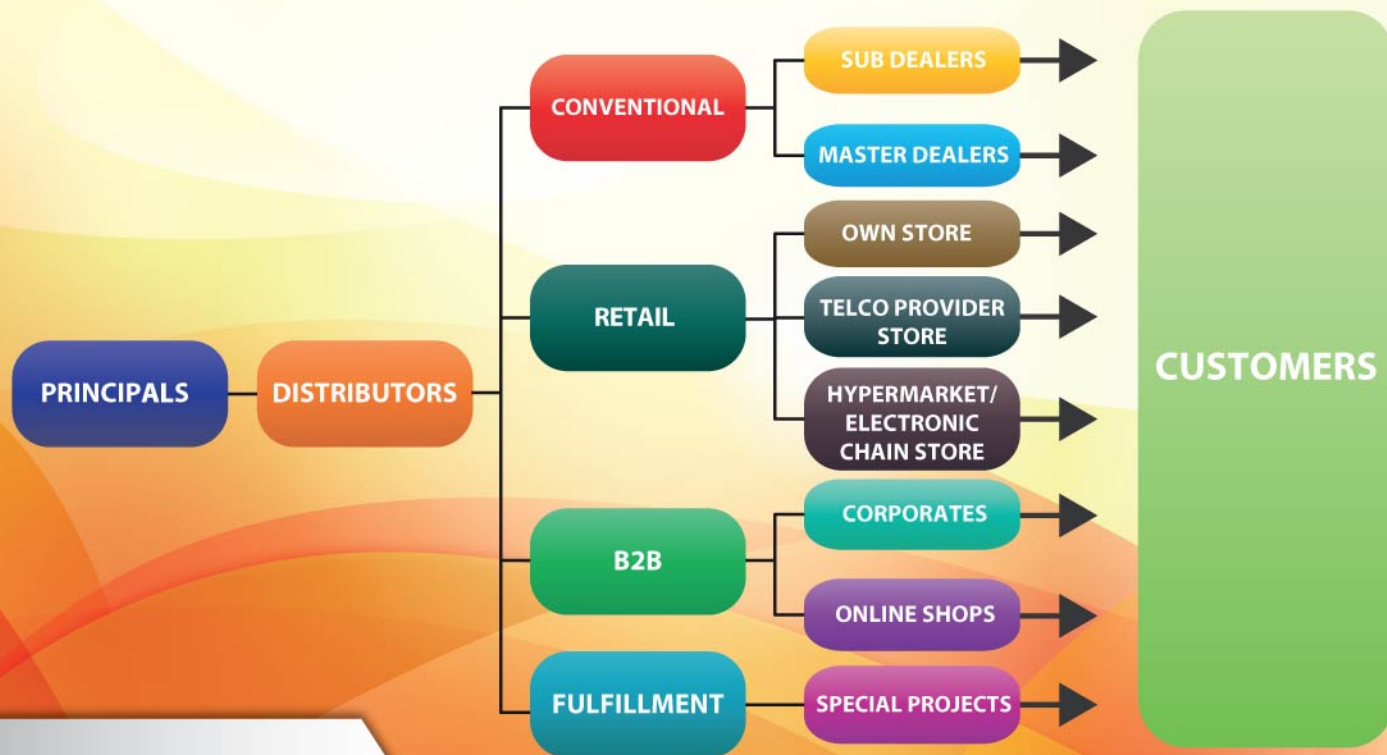 PRINCIPALS
DISTRIBUTORS
CONVENTIONAL
SUB DEALERS
MASTER DEALERS
RETAIL
OWN STORE
TELCO PROVIDER
STORE
HYPERMARKET/
ELECTRONIC
CHAIN STORE
B2B
CORPORATES
ONLINE SHOPS
FULFILLMENT
SPECIAL PROJECTS
CUSTOMERS